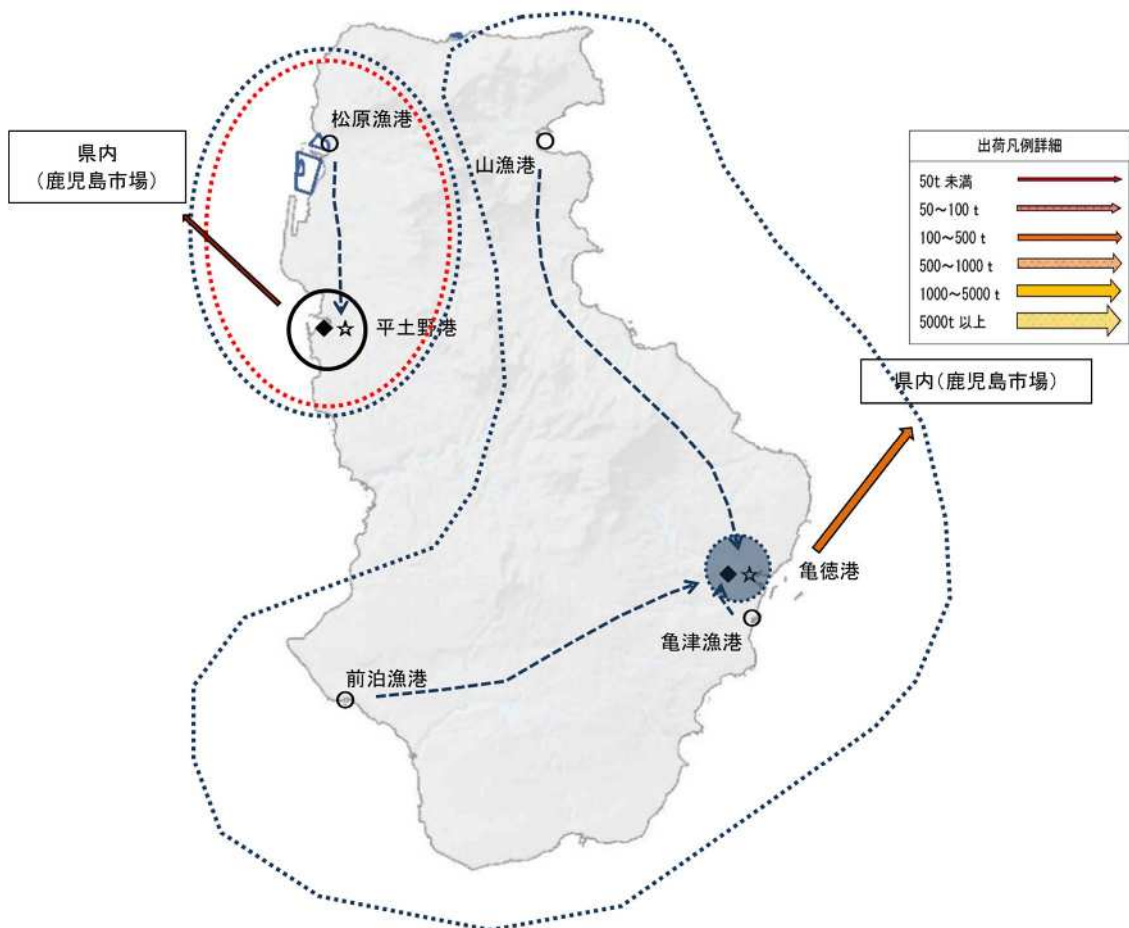 松原漁港
県内
（鹿児島市場）
山漁港
平土野港
出荷凡例詳細
50t 未満
50～100 t
100～500 t
500～1000 t
1000～5000 t
5000t 以上
県内（鹿児島市場）
亀徳港
亀津漁港
前泊漁港